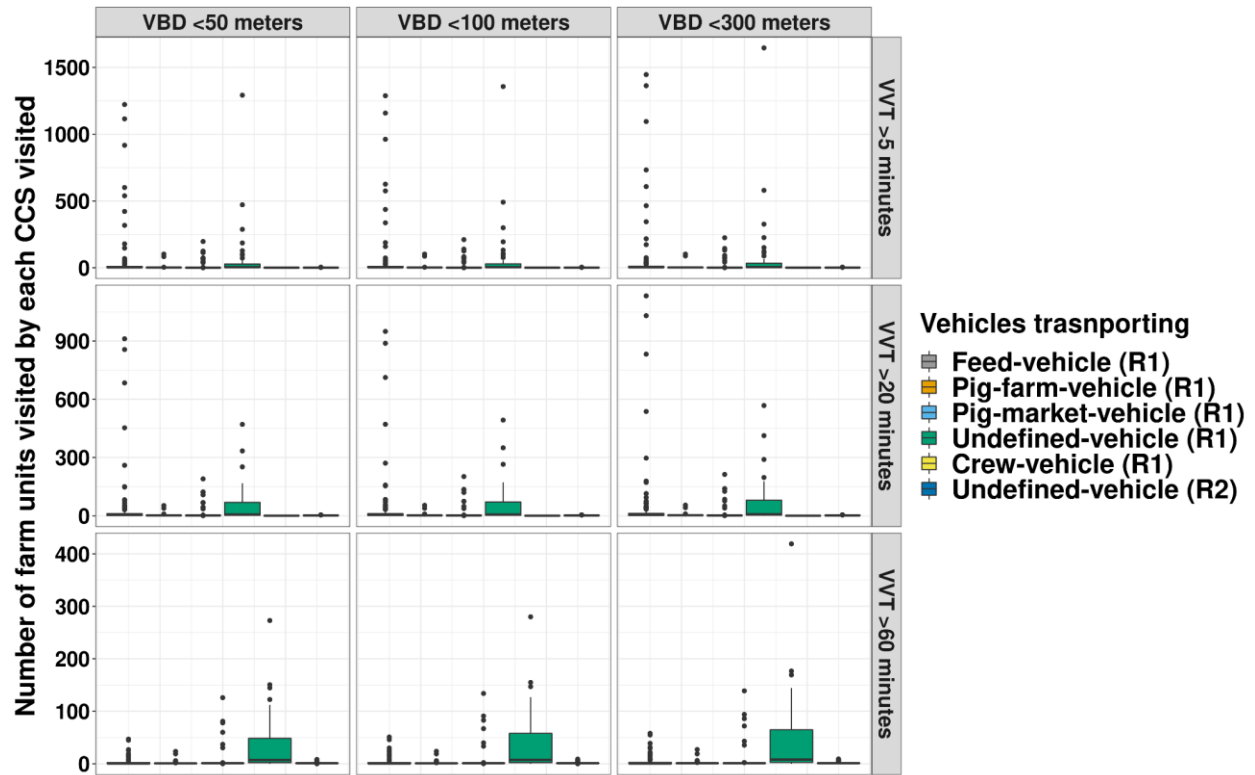 VBD <50 meters VBD <100 meters VBD <300 meters
Number of farm units visited by each CCS visited
1500
1000
500
0
VVT >5 minutes
900
600
300
0
VVT >20 minutes
400
300
200
100
0
VVT >60 minutes
Vehicles trasnporting
Feed-vehicle (R1)
Pig-farm-vehicle (R1)
Pig-market-vehicle (R1)
Undefined-vehicle (R1)
Crew-vehicle (R1)
Undefined-vehicle (R2)